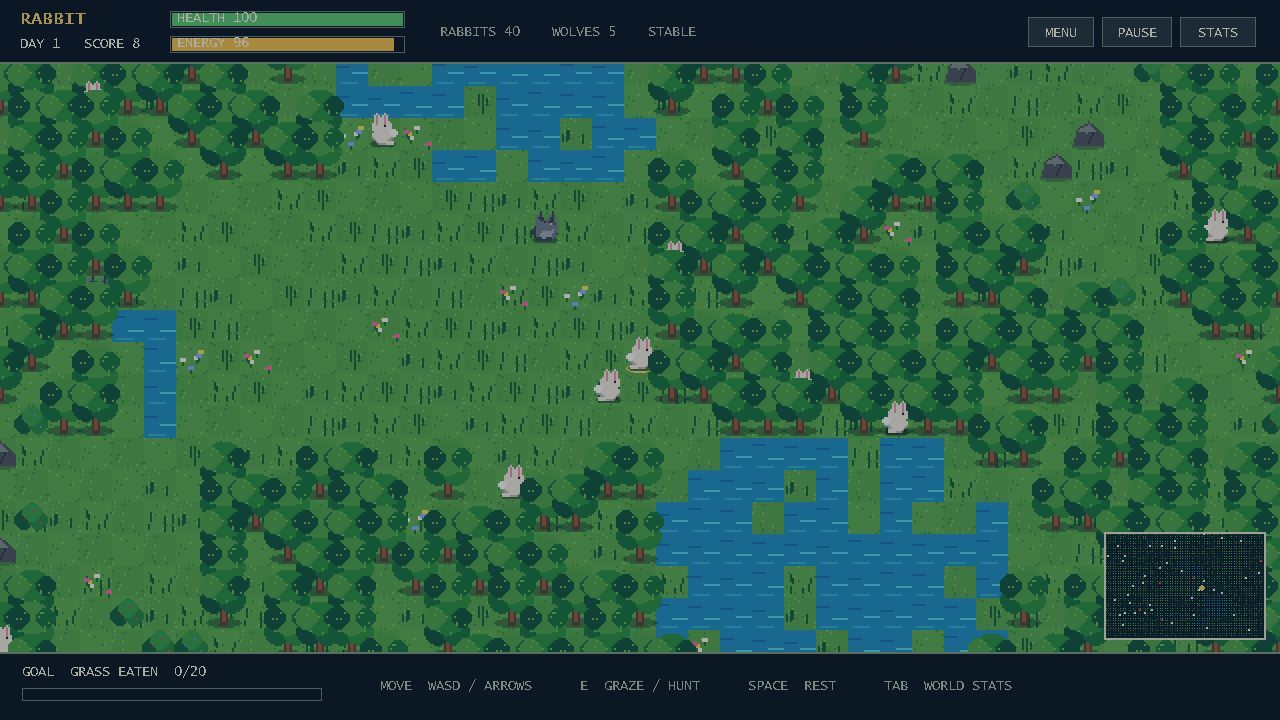 RABBIT
HEALTH 100
DAY 1 SCORE 8
ENERGY 96
RABBITS 40 WOLVES 5 STABLE
MENU PAUSE STATS
GOAL GRASS EATEN 0/20
MOVE WASD / ARROWS E GRAZE / HUNT SPACE REST TAB WORLD STATS